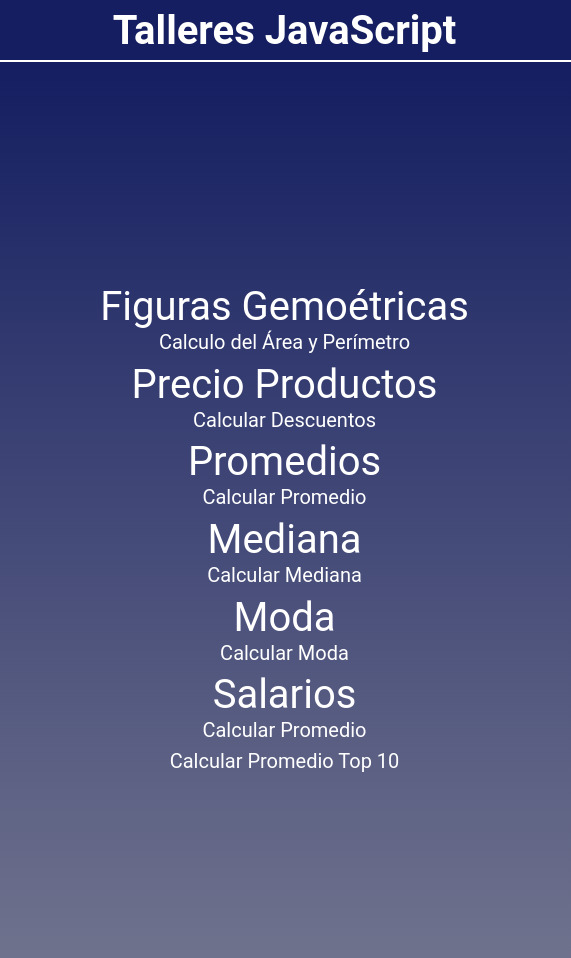 Talleres JavaScript
Figuras Gemoétricas
Calculo del Área y Perímetro
Precio Productos
Calcular Descuentos
Promedios
Calcular Promedio
Mediana
Calcular Mediana
Moda
Calcular Moda
Salarios
Calcular Promedio
Calcular Promedio Top 10